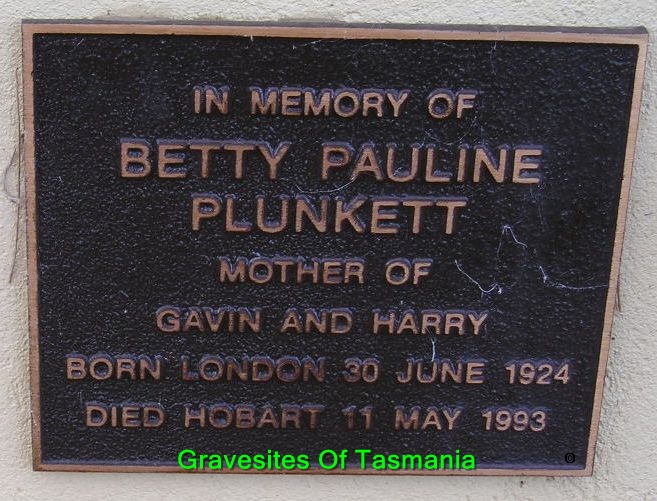 IN MEMORY OF
BETTY PAULINE
PLUNKETT
MOTHER OF
GAVIN AND HARRY
BORN LONDON 30 JUNE 1924
DIED HOBART 11 MAY 1993
Gravesites Of Tasmania
©